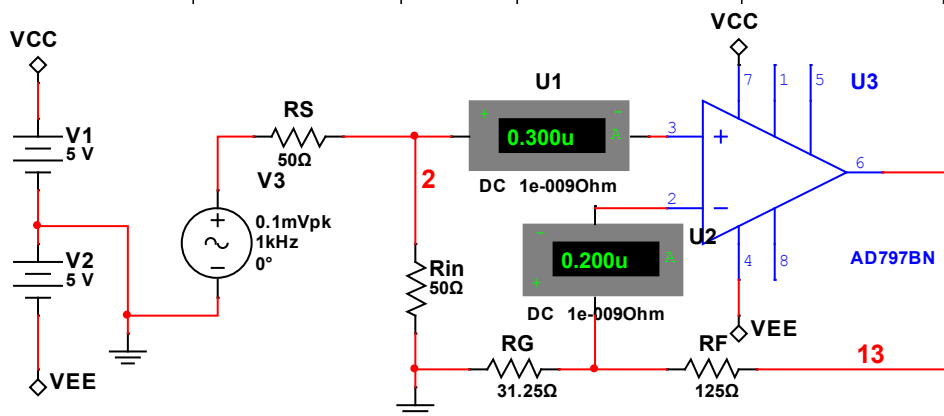 VCC
V1
5 V
V2
5 V
VEE
RS
50Ω
V3
0.1mVpk
1kHz
0°
2
Rin
50Ω
U1
+
-
0.300u
A
DC 1e-009Ohm
-
+
0.200u
A
U2
DC 1e-009Ohm
RG
31.25Ω
RF
125Ω
VCC
7
1
5
U3
3
2
6
4
8
AD797BN
VEE
13